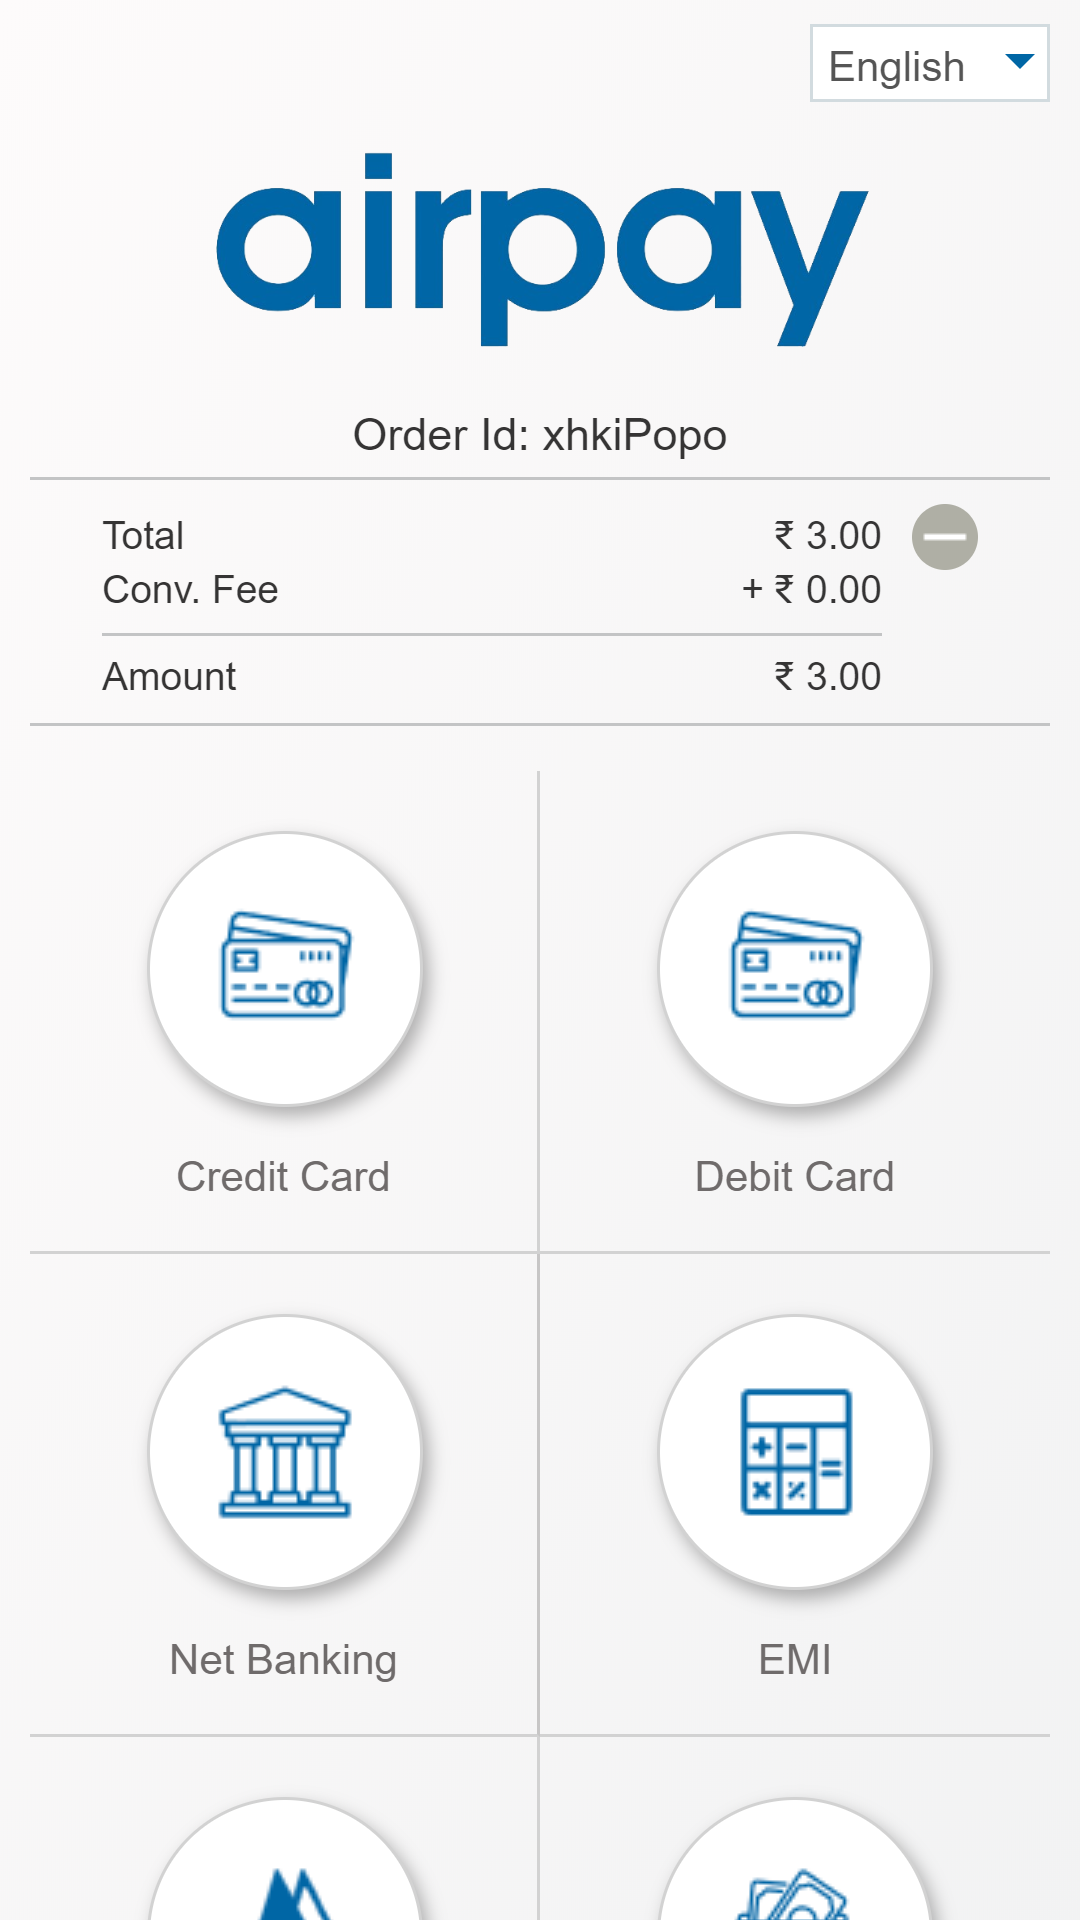 English
airpay
Order Id: xhkiPopo
Total ₹ 3.00
Conv. Fee + ₹ 0.00
Amount ₹ 3.00
Credit Card Debit Card
Net Banking EMI